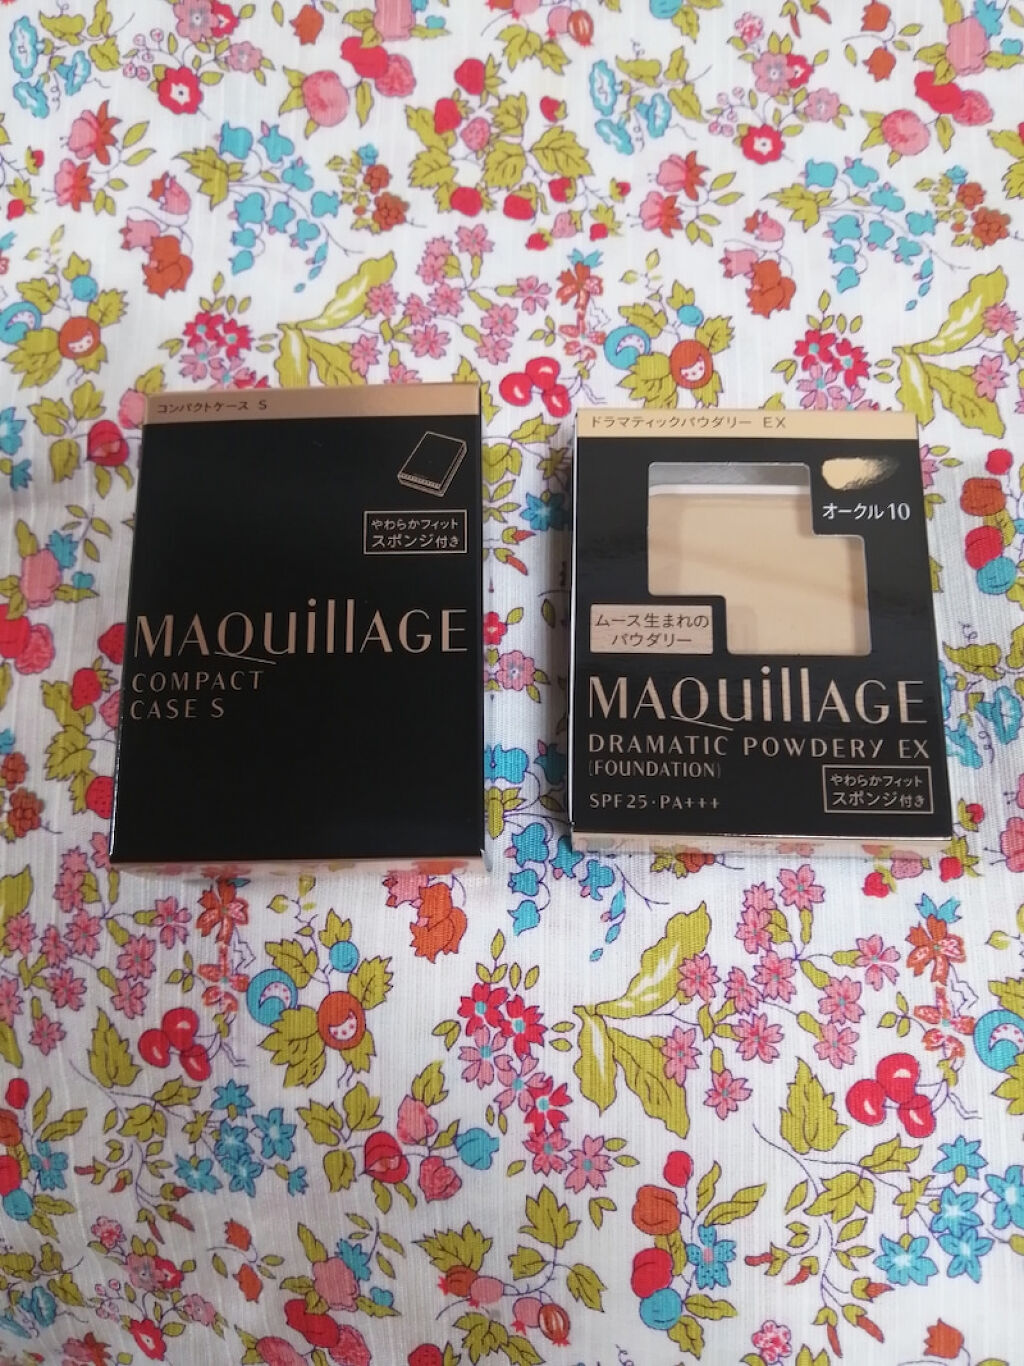 コンパクトケース S
やわらかフィット
スポンジ付き
MAQuillAGE
COMPACT
CASE S
ドラマティックパウダリー EX
オークル10
ムース生まれの
パウダリー
MAQuillAGE
DRAMATIC POWDERY EX
(FOUNDATION)
SPF25･PA+++
やわらかフィット
スポンジ付き